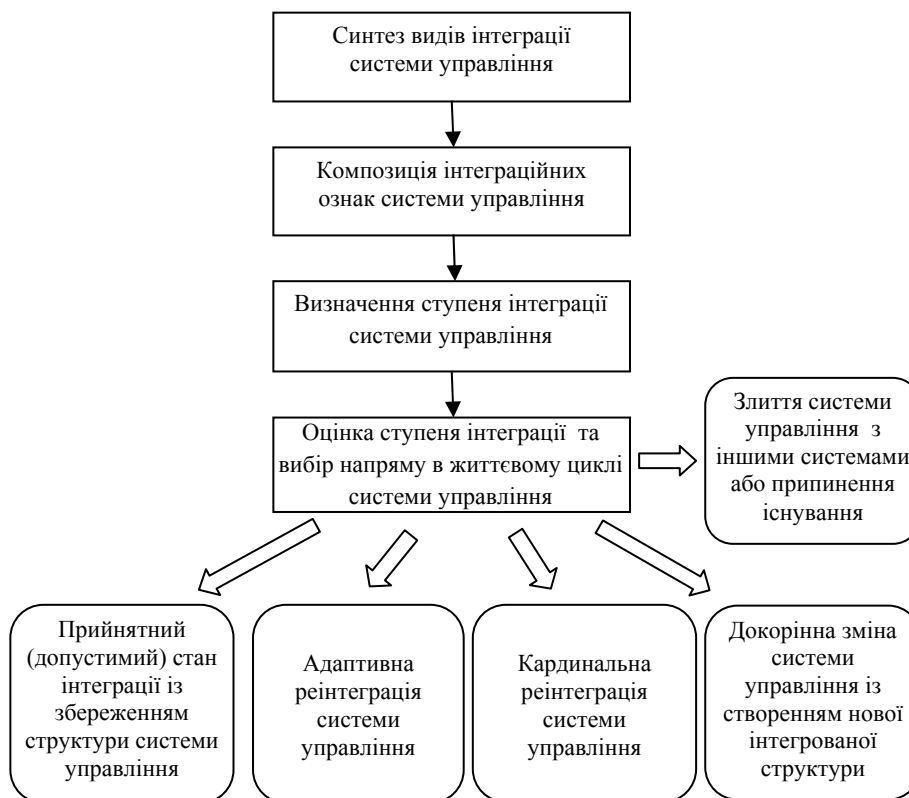 Синтез видів інтеграції
системи управління
Композиція інтеграційних
ознак системи управління
Визначення ступеня інтеграції
системи управління
Оцінка ступеня інтеграції та
вибір напряму в життєвому циклі
системи управління
Злиття системи
управління з
іншими системами
або припинення
існування
Прийнятний
(допустимий) стан
інтеграції із
збереженням
структури системи
управління
Адаптивна
реінтеграція
системи
управління
Кардинальна
реінтеграція
системи
управління
Докорінна зміна
системи
управління із
створенням нової
інтегрованої
структури